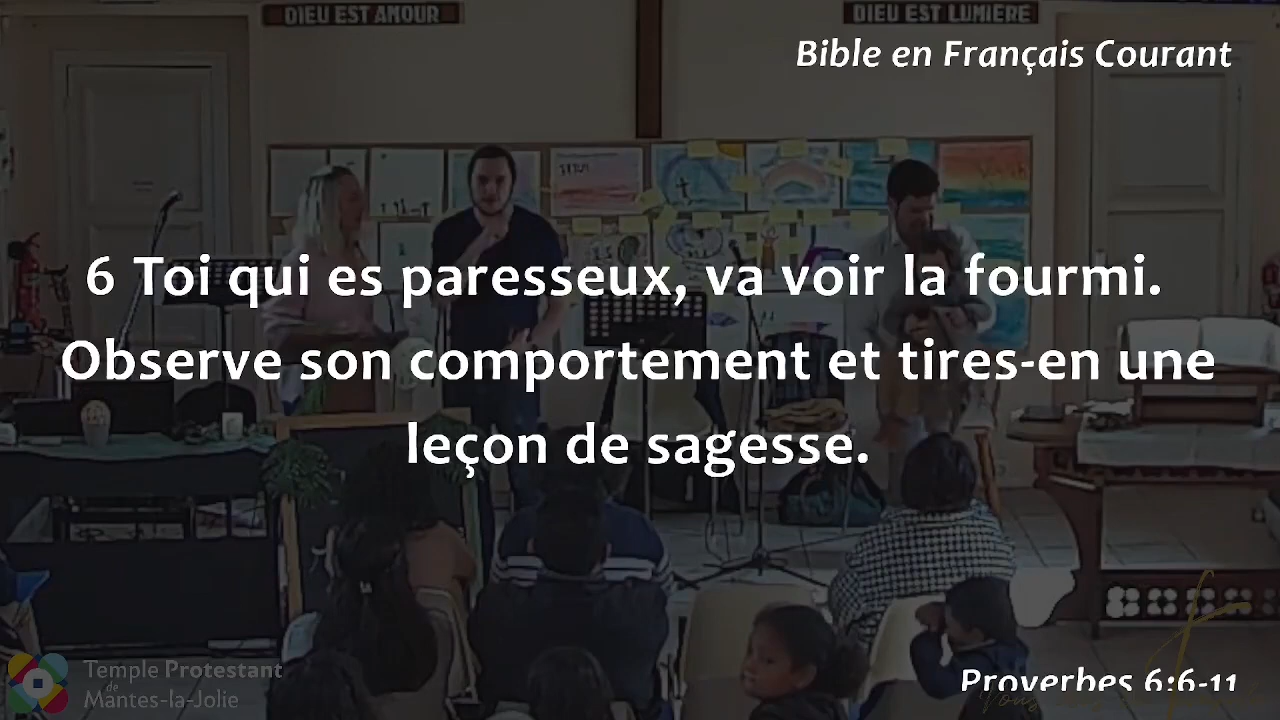 DIEU EST AMOUR
DIEU EST LUMIÈRE
Bible en Français Courant
6 Toi qui es paresseux, va voir la fourmi.
Observe son comportement et tires-en une
leçon de sagesse.
Temple Protestant
de
Mantes-la-Jolie
Proverbes 6:6-11